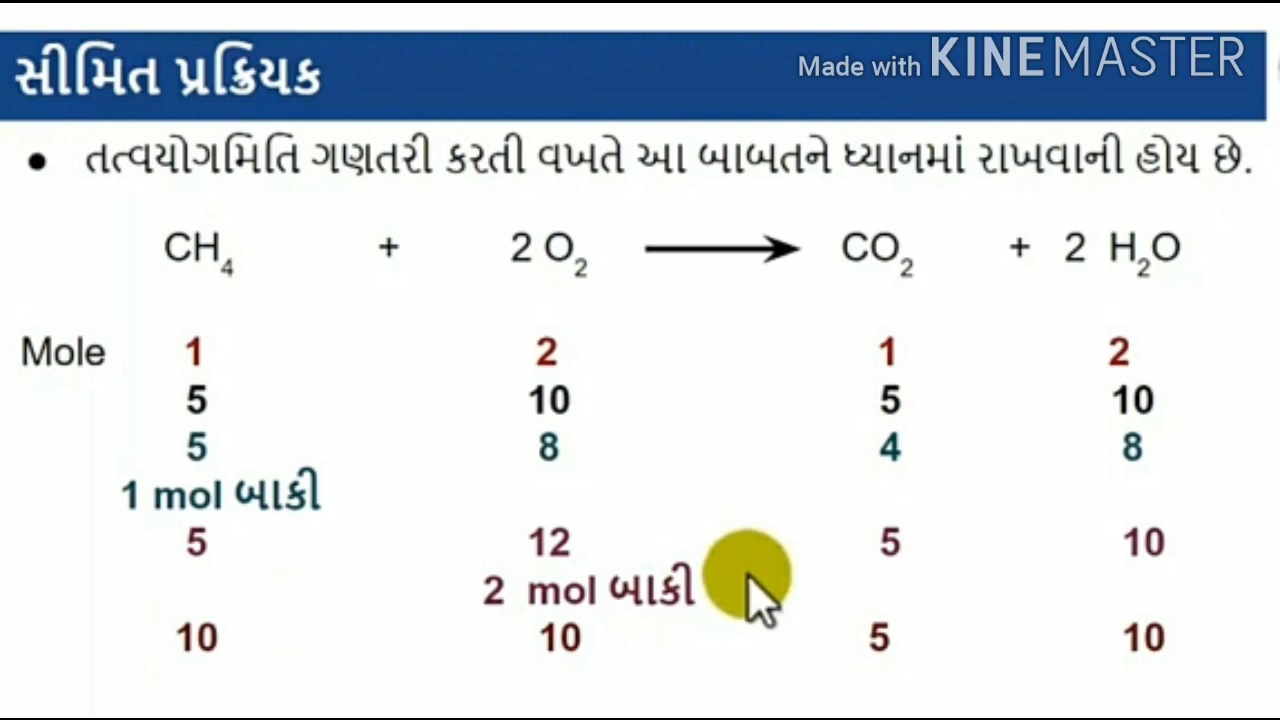 સીમિત પ્રક્રિયક
Made with KINEMASTER
• તત્વયોગમિતિ ગણતરી કરતી વખતે આ બાબતને ધ્યાનમાં રાખવાની હોય છે.
CH₄ + 2 O₂ ⟶ CO₂ + 2 H₂O
Mole 1 2 1 2
5 10 5 10
5 8 4 8
1 mol બાકી
5 12 5 10
2 mol બાકી
10 10 5 10